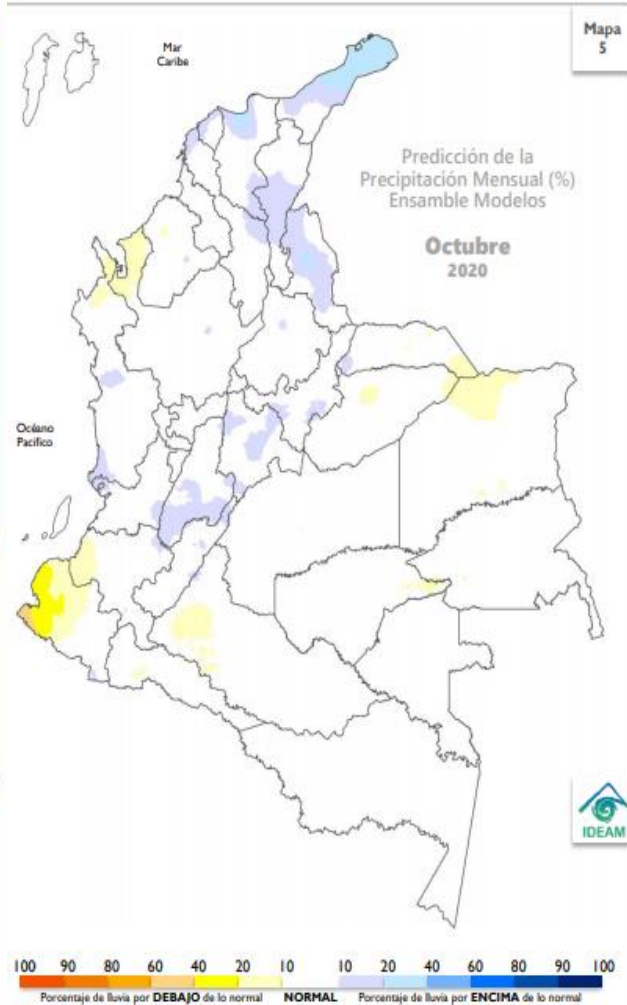 Mapa
5
Mar
Caribe
Predicción de la
Precipitación Mensual (%)
Ensamble Modelos
Octubre
2020
Océano
Pacífico
IDEAM
100 90 80 60 40 20 10 10 20 40 60 80 90 100
Porcentaje de lluvia por DEBAJO de lo normal NORMAL Porcentaje de lluvia por ENCIMA de lo normal